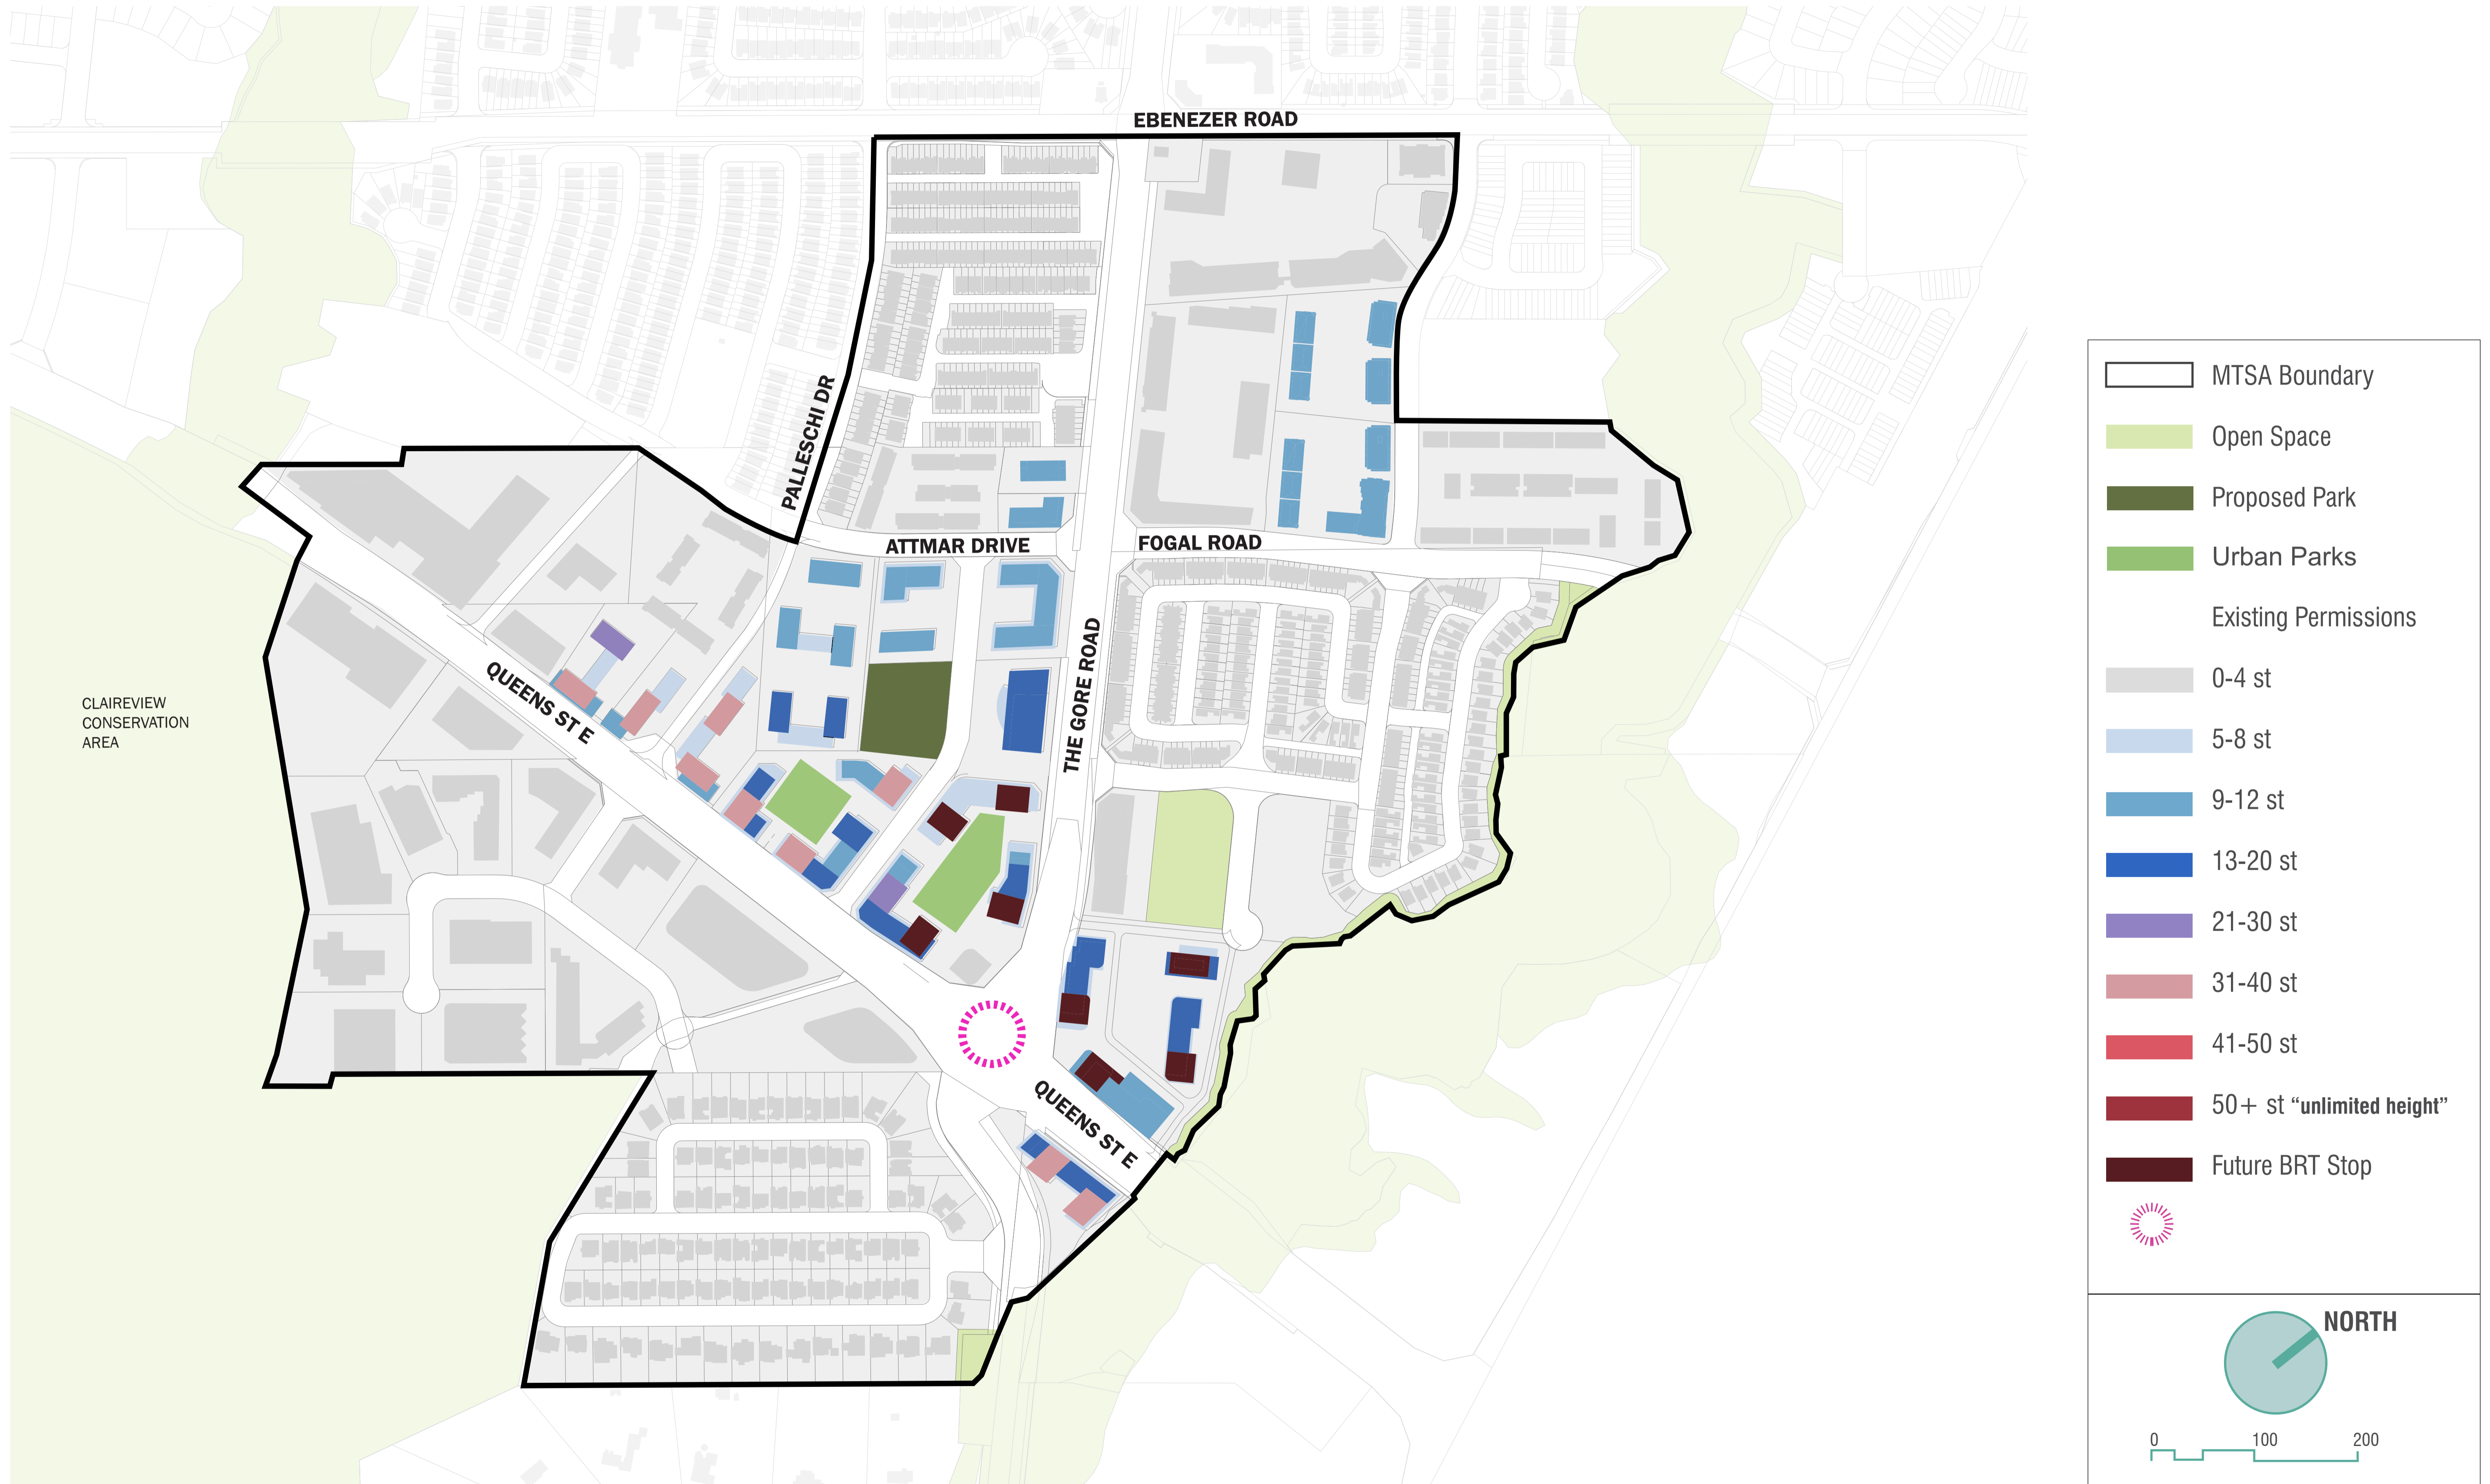 EBENEZER ROAD
PALLESCHI DR
ATTMAR DRIVE
FOGAL ROAD
THE GORE ROAD
QUEENS ST E
CLAIREVIEW
CONSERVATION
AREA
QUEENS ST E
MTSA Boundary
Open Space
Proposed Park
Urban Parks
Existing Permissions
0-4 st
5-8 st
9-12 st
13-20 st
21-30 st
31-40 st
41-50 st
50+ st “unlimited height”
Future BRT Stop
NORTH
0 100 200